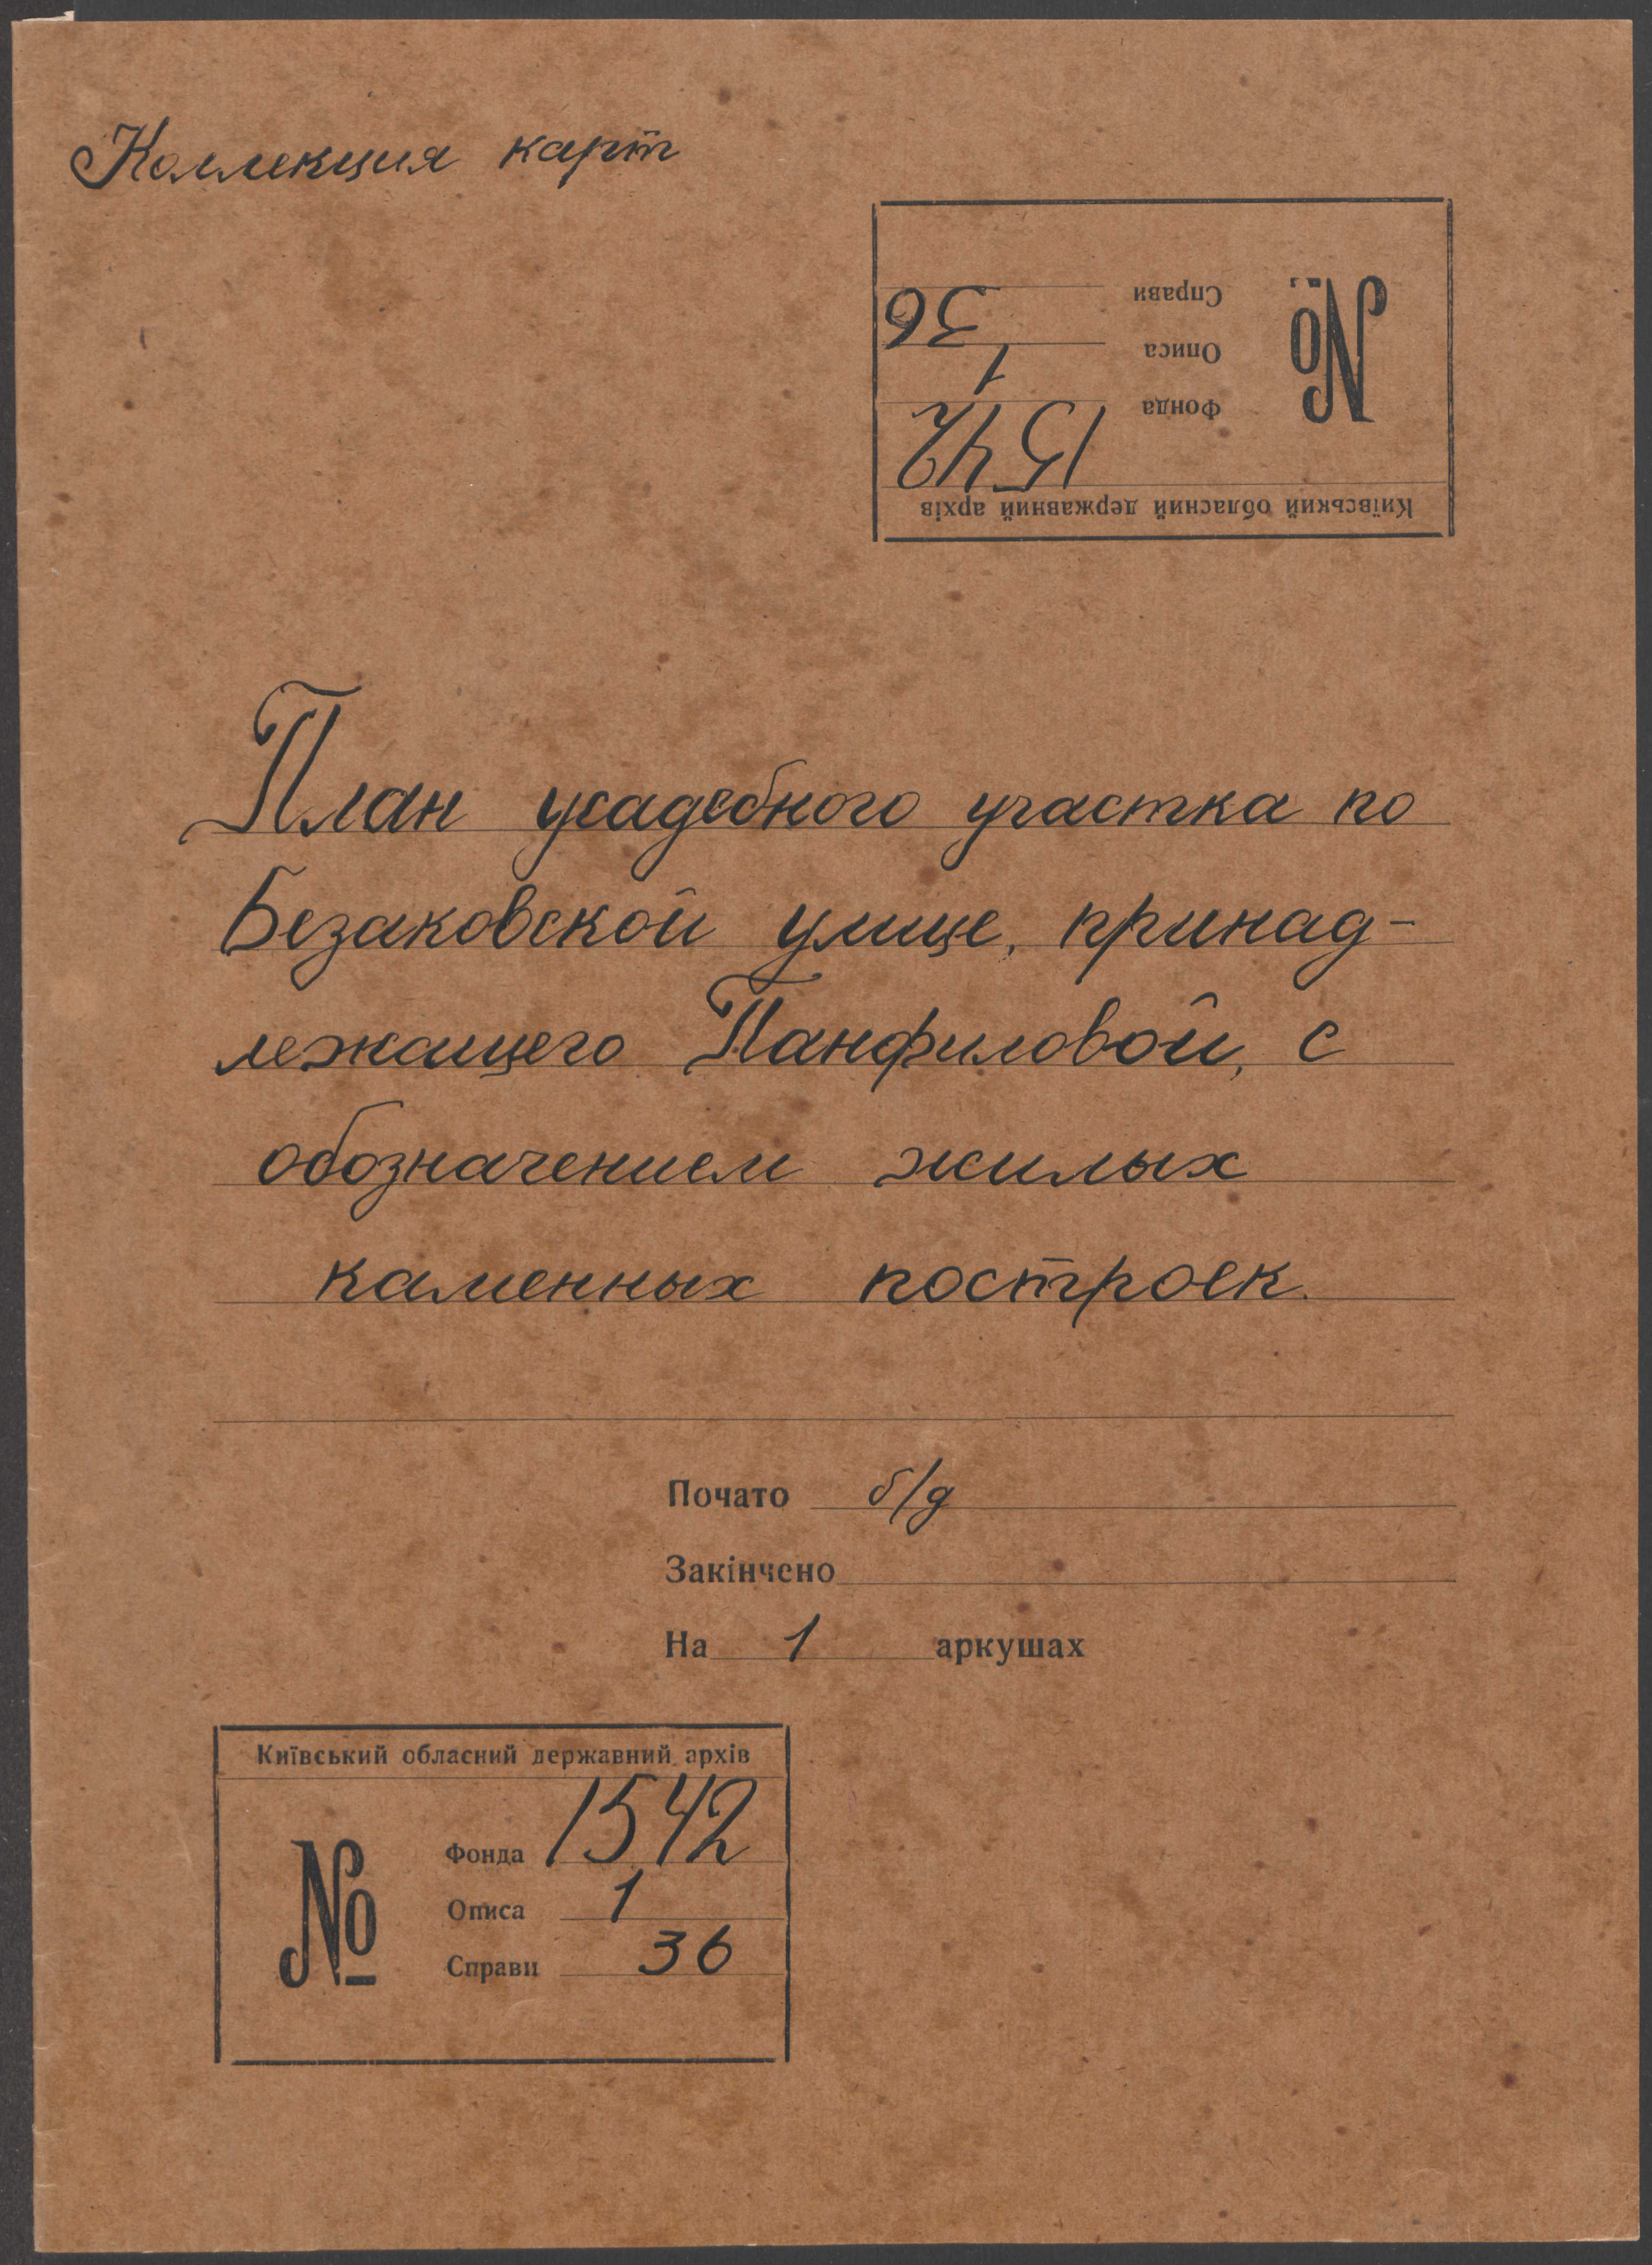 Коллекция карт
Київський обласний державний архів
№
Фонда 1542
Описа 1
Справи 36
План усадебного участка по
Безаковской улице, принад-
лежащего Панфиловой, с
обозначением жилых
каменных построек.
Почато б/д
Закінчено
На 1 аркушах
Київський обласний державний архів
№
Фонда 1542
Описа 1
Справи 36